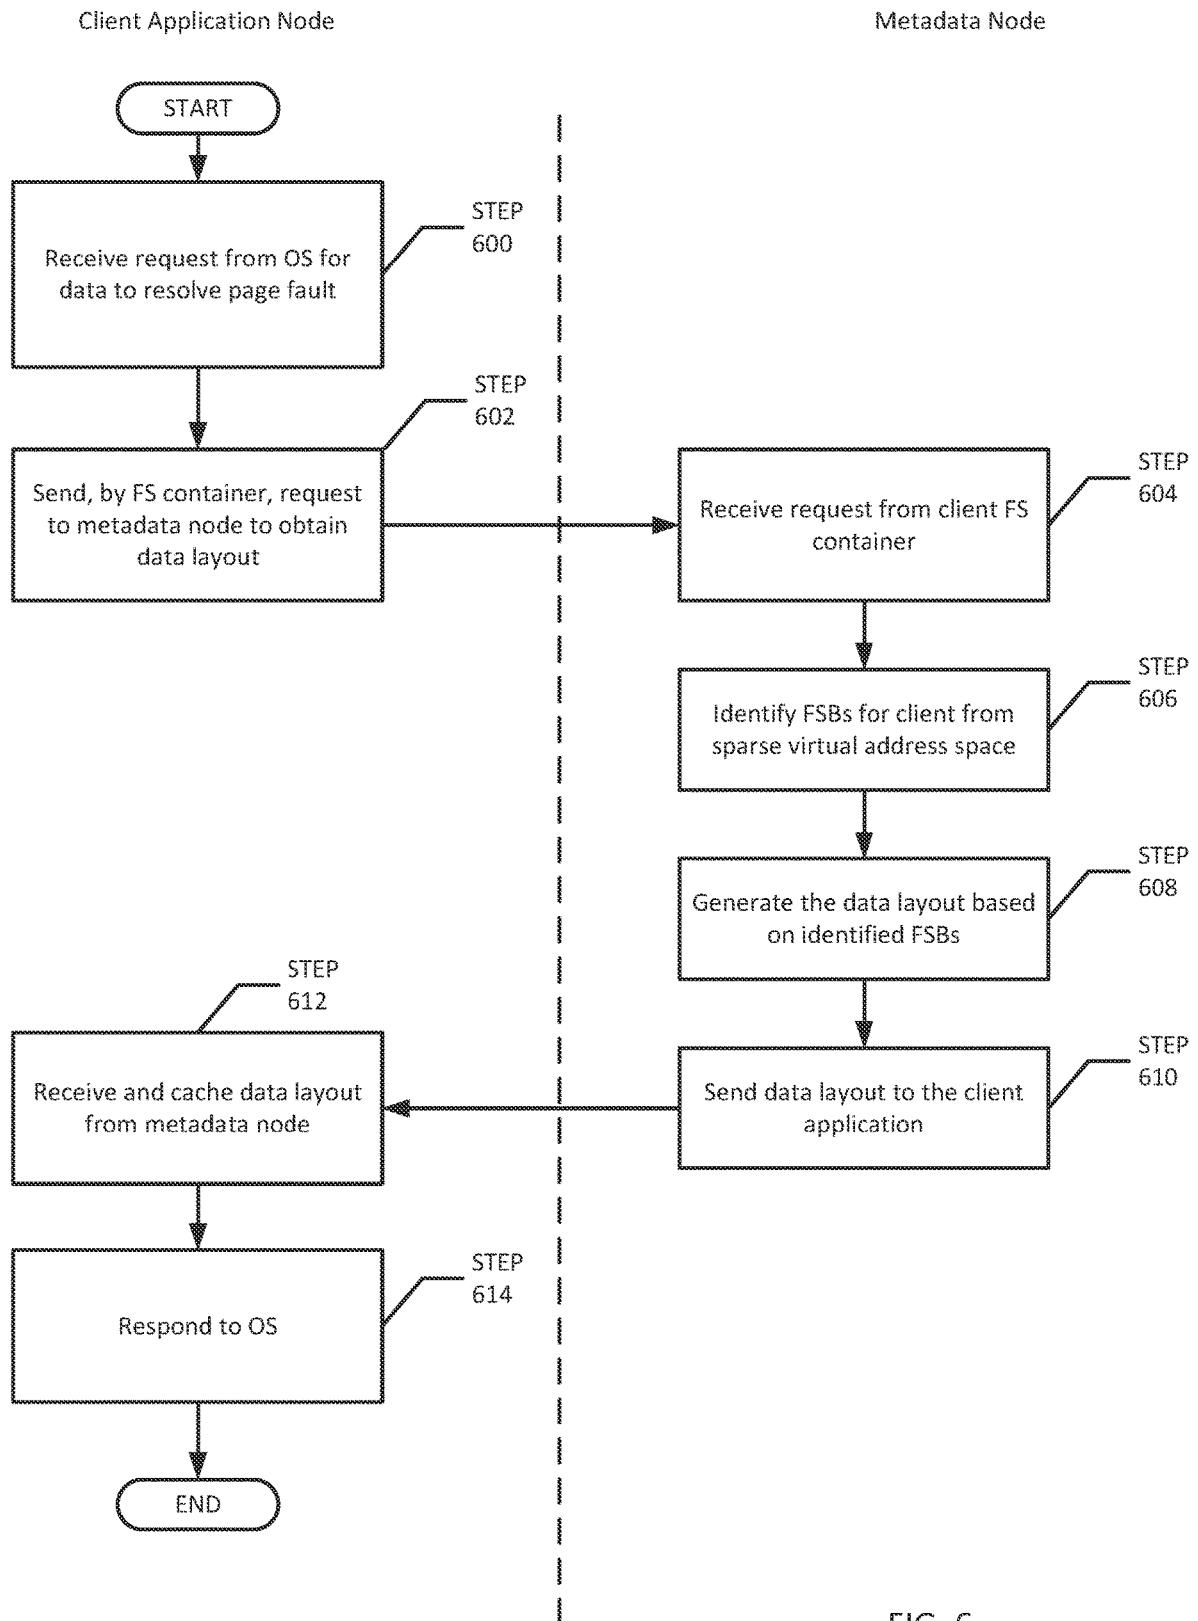 Client Application Node
Metadata Node
START
Receive request from OS for
data to resolve page fault
STEP
600
Send, by FS container, request
to metadata node to obtain
data layout
STEP
602
Receive request from client FS
container
STEP
604
Identify FSBs for client from
sparse virtual address space
STEP
606
Generate the data layout based
on identified FSBs
STEP
608
Send data layout to the client
application
STEP
610
STEP
612
Receive and cache data layout
from metadata node
Respond to OS
STEP
614
END
FIG. 6